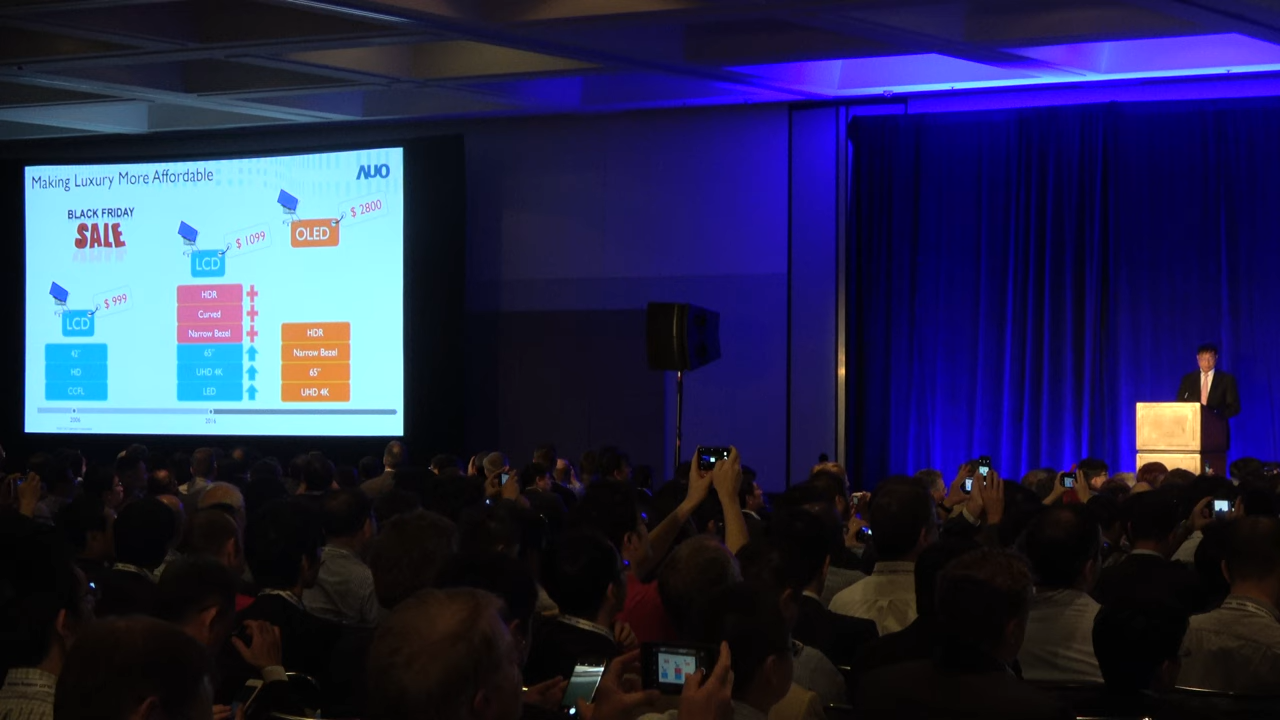 Making Luxury More Affordable
AUO
BLACK FRIDAY
SALE
$ 999
LCD
42"
HD
CCFL
2006
$ 1099
LCD
HDR
Curved
Narrow Bezel
65"
UHD 4K
LED
2016
$ 2800
OLED
HDR
Narrow Bezel
65"
UHD 4K